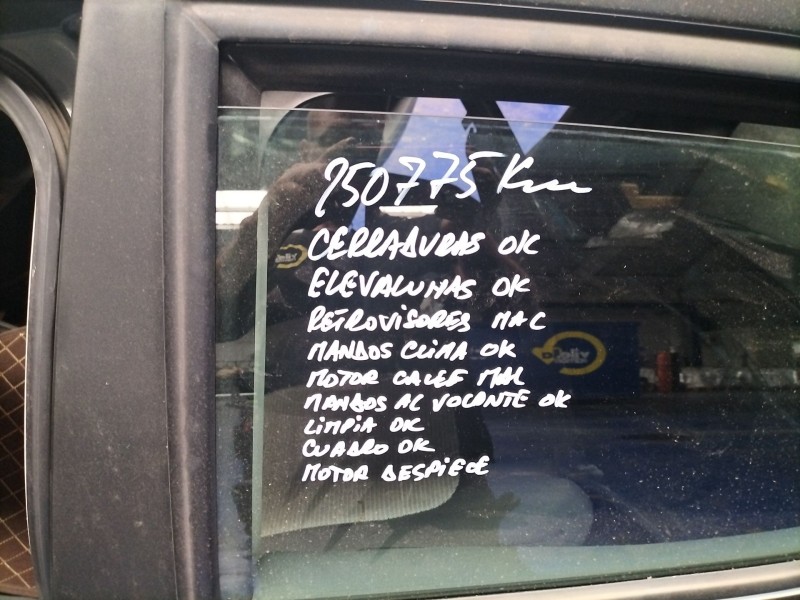 250775 Km
CERRADURAS OK
ELEVALUNAS OK
RETROVISORES MAL
MANDOS CLIMA OK
MOTOR CALEF MAL
MANDOS AL VOLANTE OK
LIMPIA OK
CUADRO OK
MOTOR DESPIECE